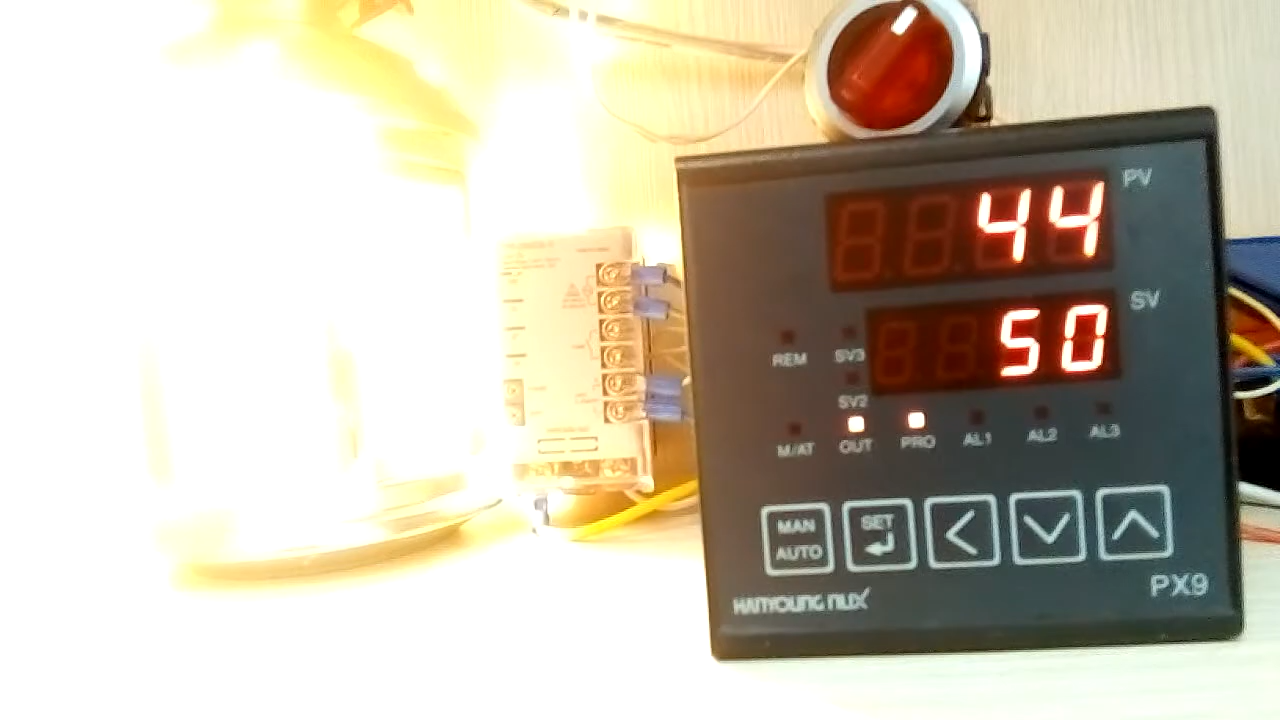 PV
44
SV
50
REM
SV3
SV2
M/AT
OUT
PRO
AL1
AL2
AL3
MAN
AUTO
SET
HANYOUNG NUX
PX9